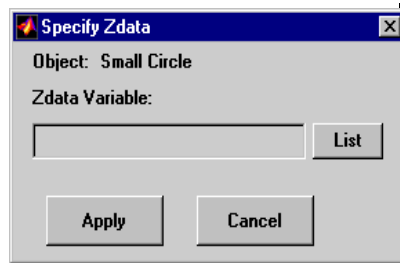 Specify Zdata
Object: Small Circle
Zdata Variable:
List
Apply Cancel